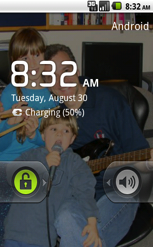 8:32 AM
Android
8:32 AM
Tuesday, August 30
Charging (50%)